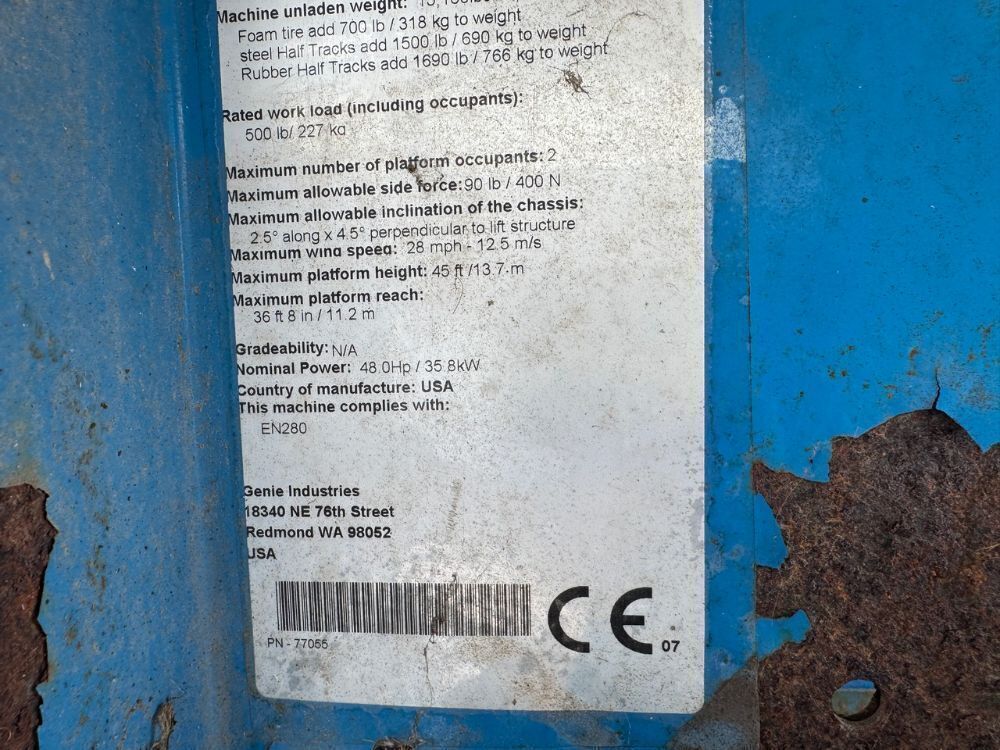 Machine unladen weight:
Foam tire add 700 lb / 318 kg to weight
steel Half Tracks add 1500 lb / 690 kg to weight
Rubber Half Tracks add 1690 lb / 766 kg to weight
Rated work load (including occupants):
500 lb/ 227 kg
Maximum number of platform occupants: 2
Maximum allowable side force: 90 lb / 400 N
Maximum allowable inclination of the chassis:
2.5° along x 4.5° perpendicular to lift structure
Maximum wind speed: 28 mph - 12.5 m/s
Maximum platform height: 45 ft /13.7 m
Maximum platform reach:
36 ft 8 in / 11.2 m
Gradeability: N/A
Nominal Power: 48.0Hp / 35.8kW
Country of manufacture: USA
This machine complies with:
EN280
Genie Industries
18340 NE 76th Street
Redmond WA 98052
USA
PN - 77055
CE 07